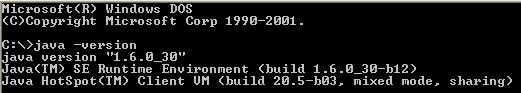 Microsoft(R) Windows DOS
(C)Copyright Microsoft Corp 1990-2001.
C:\>java -version
java version "1.6.0_30"
Java(TM) SE Runtime Environment (build 1.6.0_30-b12)
Java HotSpot(TM) Client VM (build 20.5-b03, mixed mode, sharing)